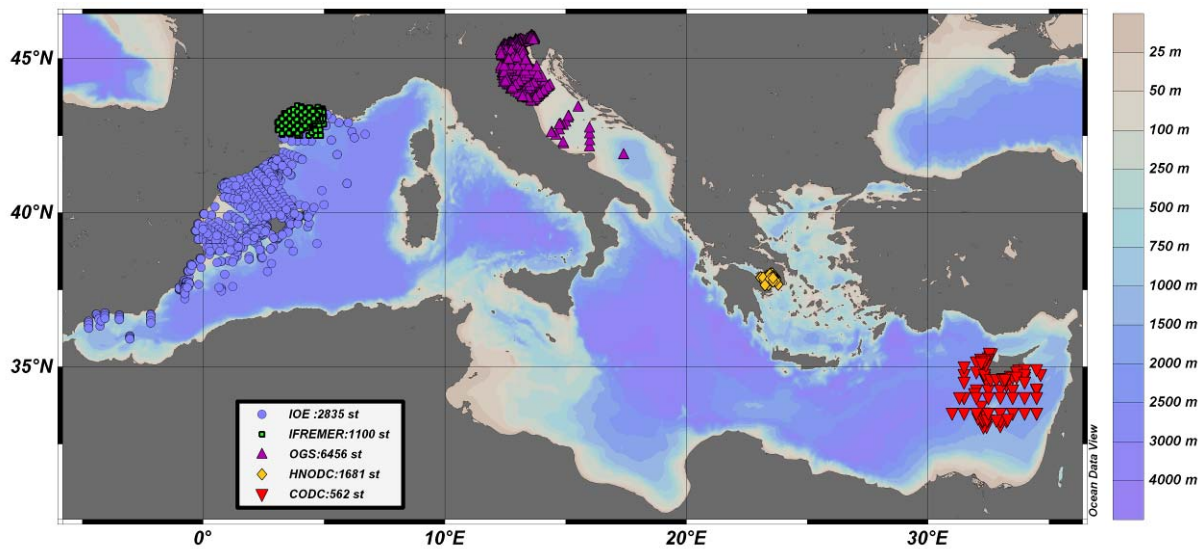 45°N
40°N
35°N
0°
10°E
20°E
30°E
IOE :2835 st
IFREMER:1100 st
OGS:6456 st
HNODC:1681 st
CODC:562 st
Ocean Data View
25 m
50 m
100 m
250 m
500 m
750 m
1000 m
1500 m
2000 m
2500 m
3000 m
4000 m